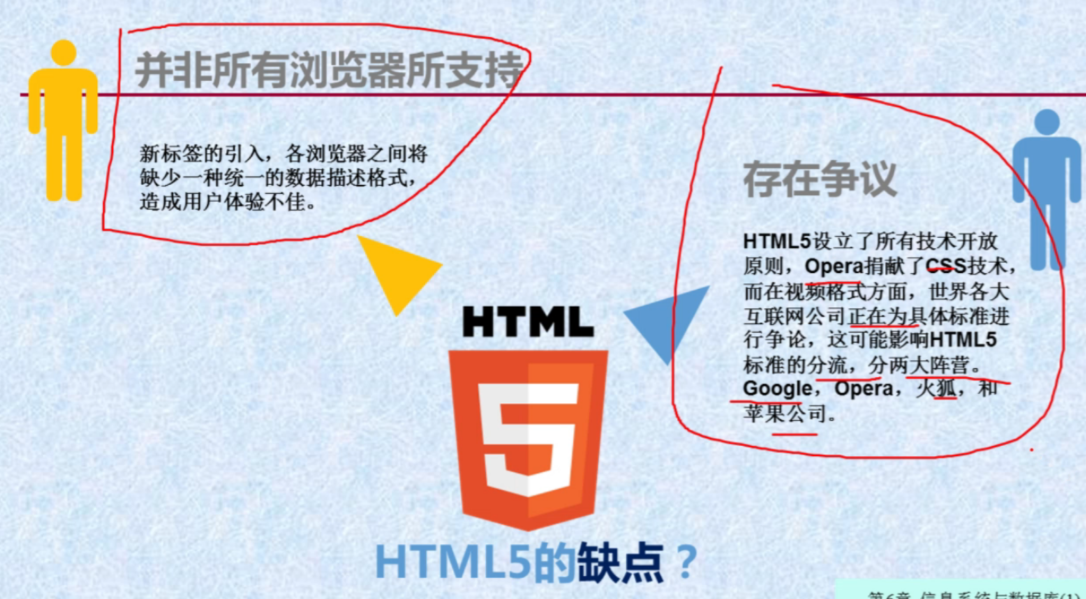 并非所有浏览器所支持
新标签的引入，各浏览器之间将
缺少一种统一的数据描述格式，
造成用户体验不佳。
存在争议
HTML5设立了所有技术开放
原则，Opera捐献了CSS技术，
而在视频格式方面，世界各大
互联网公司正在为具体标准进
行争论，这可能影响HTML5
标准的分流，分两大阵营。
Google，Opera，火狐，和
苹果公司。
HTML
5
HTML5的缺点？
第6章 信息系统与数据库(1)